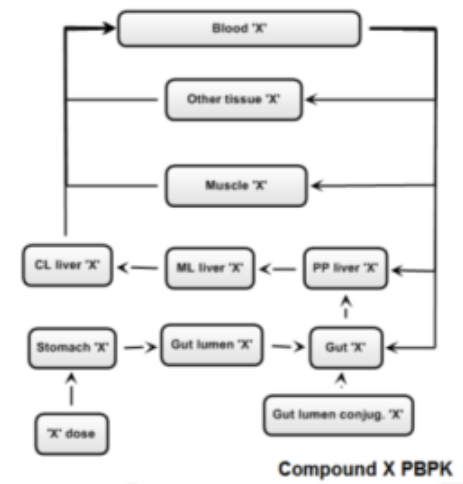 Blood 'X'
Other tissue 'X'
Muscle 'X'
CL liver 'X'
ML liver 'X'
PP liver 'X'
Stomach 'X'
Gut lumen 'X'
Gut 'X'
'X' dose
Gut lumen conjug. 'X'
Compound X PBPK